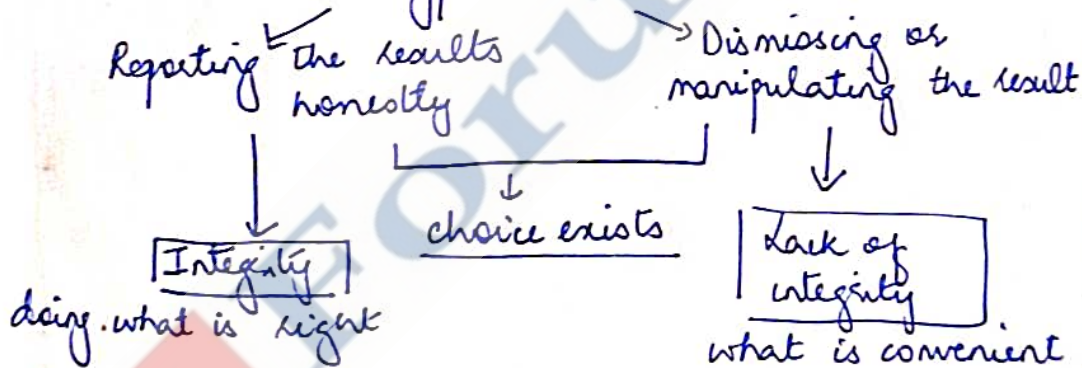 Reporting the results
honestly
Dismissing or
manipulating the result
choice exists
Integrity
doing what is right
Lack of
integrity
what is convenient
Forum